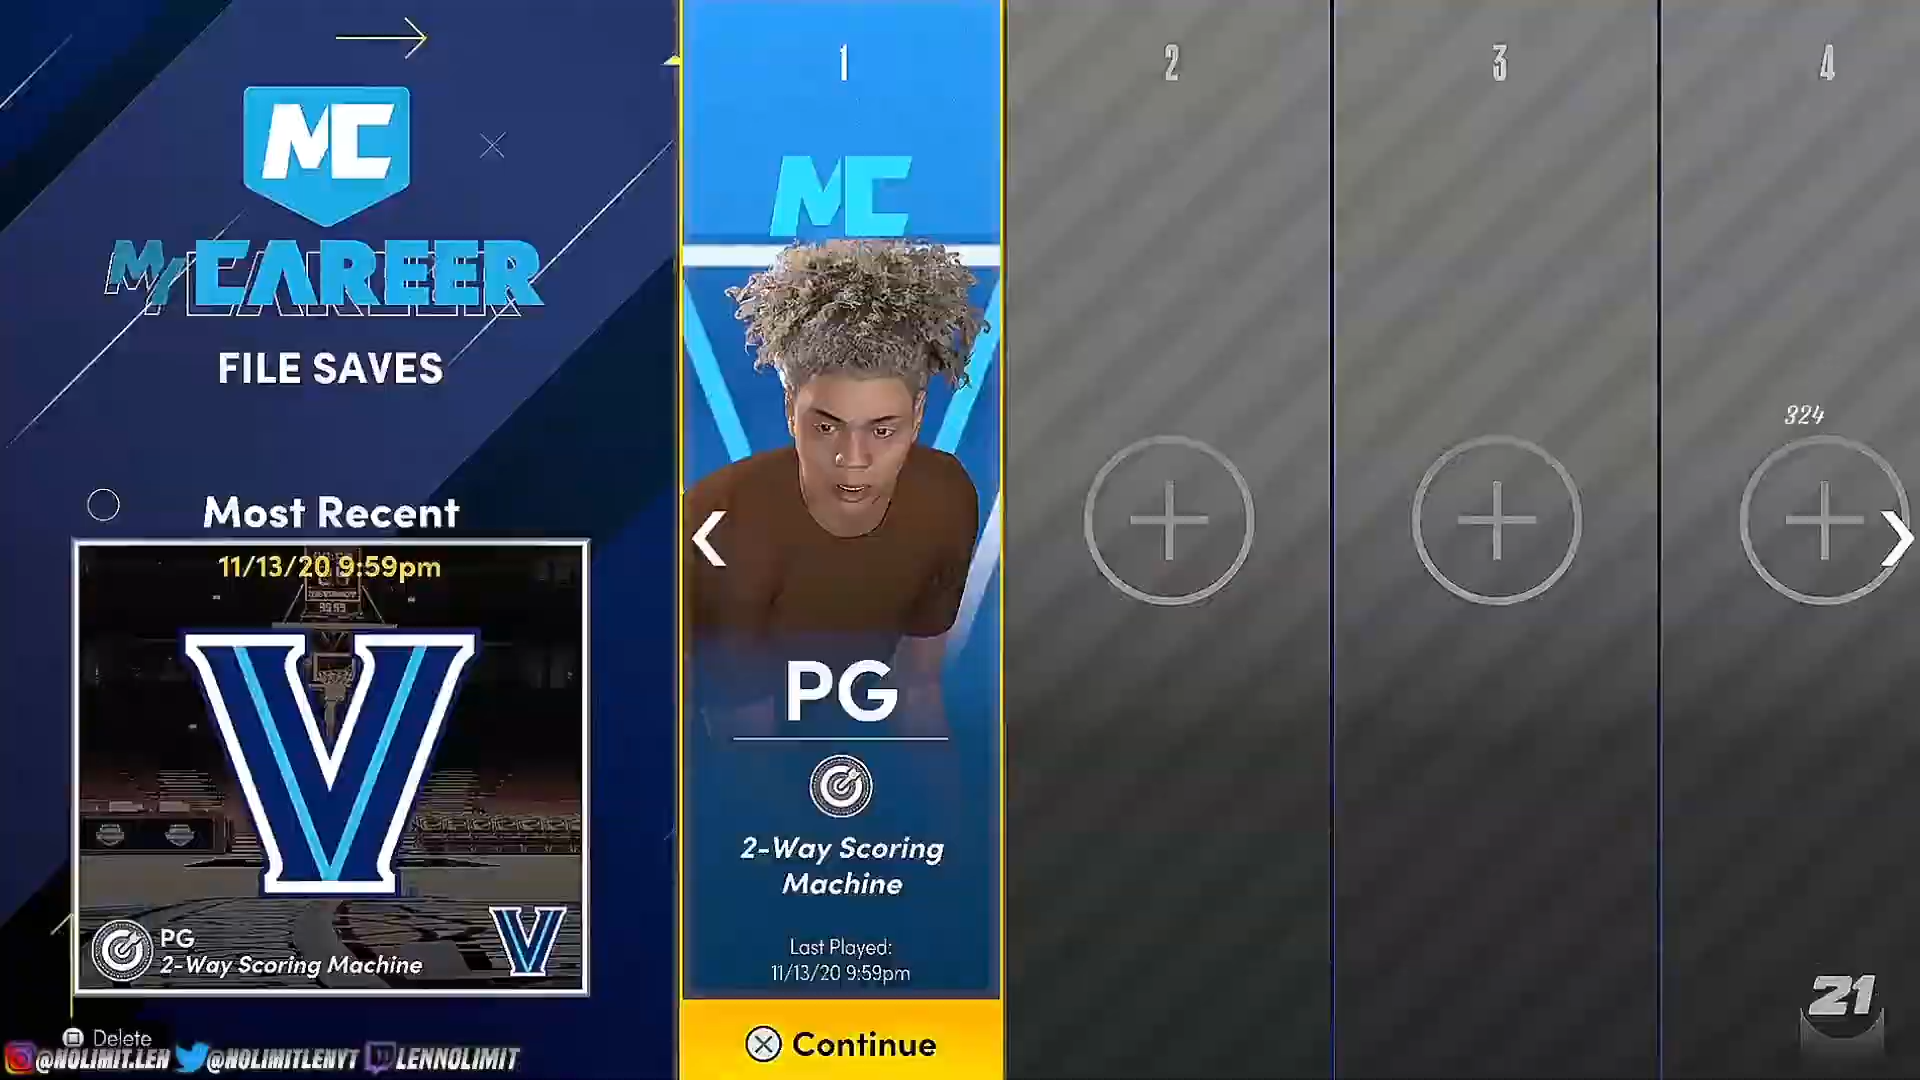 MC
MyCAREER
FILE SAVES
Most Recent
11/13/20 9:59pm
V
PG
2-Way Scoring Machine
V
Delete
@NOLIMIT.LEN @NOLIMITLENYT LENNOLIMIT
1
MC
PG
2-Way Scoring
Machine
Last Played:
11/13/20 9:59pm
Continue
2
3
4
324
21